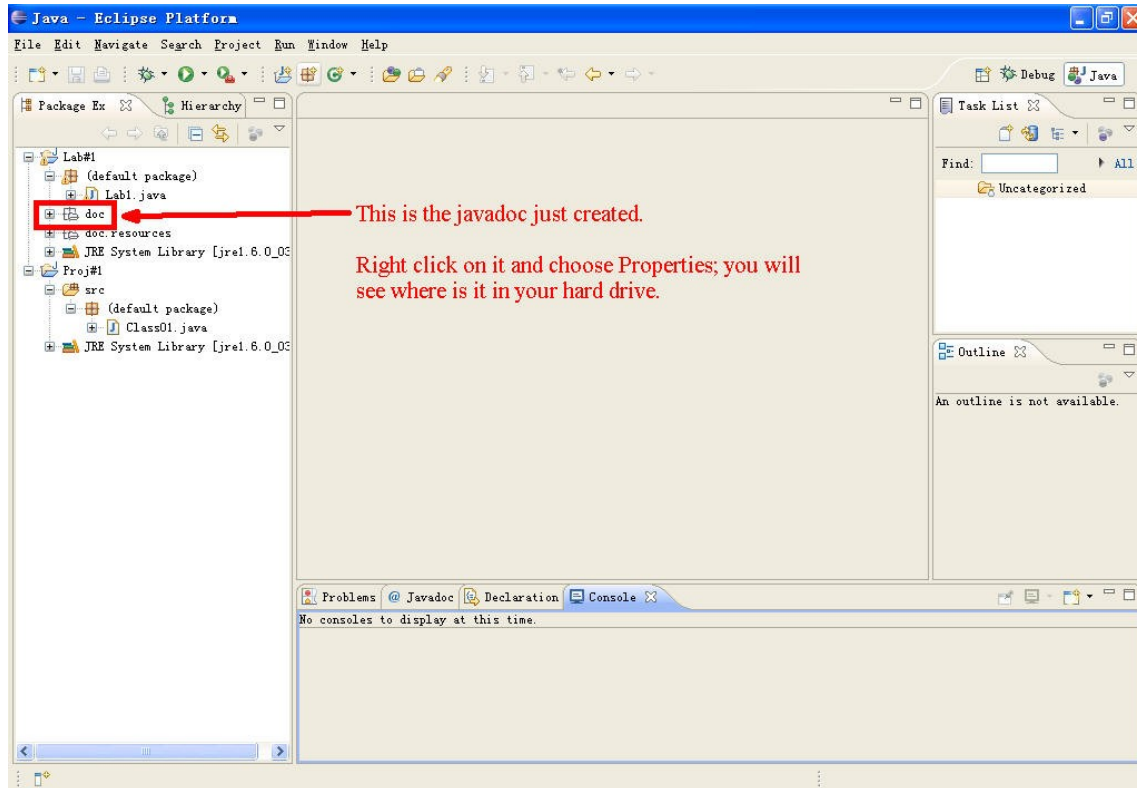 Java - Eclipse Platform
File Edit Navigate Search Project Run Window Help
Debug Java
Package Ex Hierarchy
Lab#1
(default package)
Lab1.java
doc
doc.resources
JRE System Library [jre1.6.0_03
Proj#1
src
(default package)
Class01.java
JRE System Library [jre1.6.0_03
This is the javadoc just created.
Right click on it and choose Properties; you will
see where is it in your hard drive.
Task List
Find: All
Uncategorized
Outline
An outline is not available.
Problems @ Javadoc Declaration Console
No consoles to display at this time.